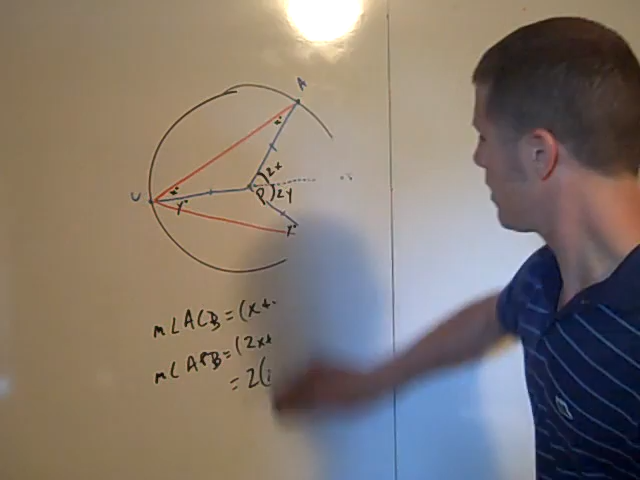 A
x°
2x
x°
U
y°
P
2y
y°
m∠ACB=(x+
m∠APB=(2x+
=2(